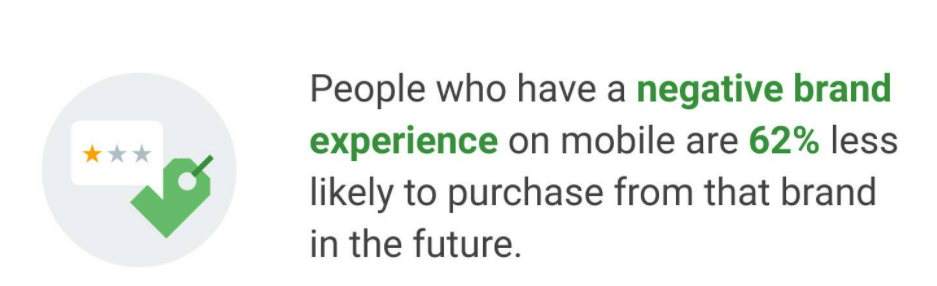 People who have a negative brand
experience on mobile are 62% less
likely to purchase from that brand
in the future.